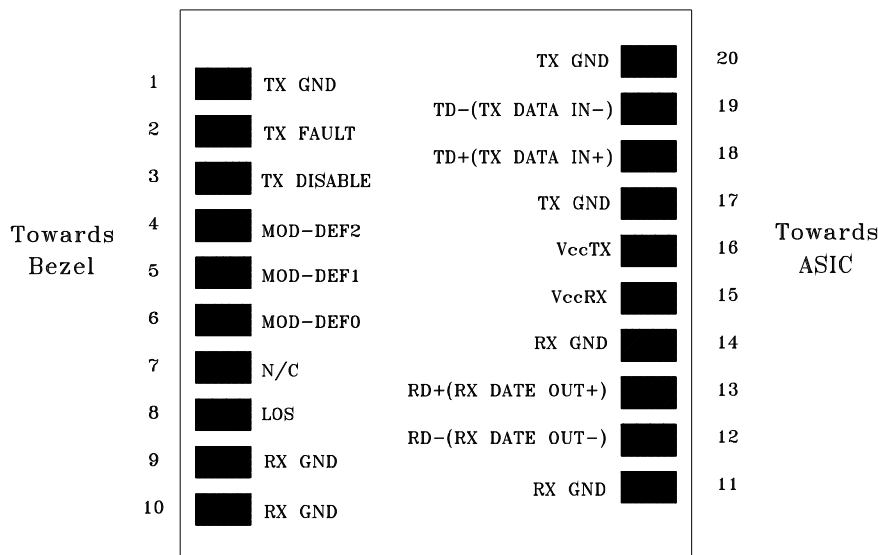 1 TX GND
2 TX FAULT
3 TX DISABLE
4 MOD-DEF2
5 MOD-DEF1
6 MOD-DEF0
7 N/C
8 LOS
9 RX GND
10 RX GND
Towards
Bezel
TX GND 20
TD-(TX DATA IN-) 19
TD+(TX DATA IN+) 18
TX GND 17
VccTX 16
VccRX 15
RX GND 14
RD+(RX DATE OUT+) 13
RD-(RX DATE OUT-) 12
RX GND 11
Towards
ASIC